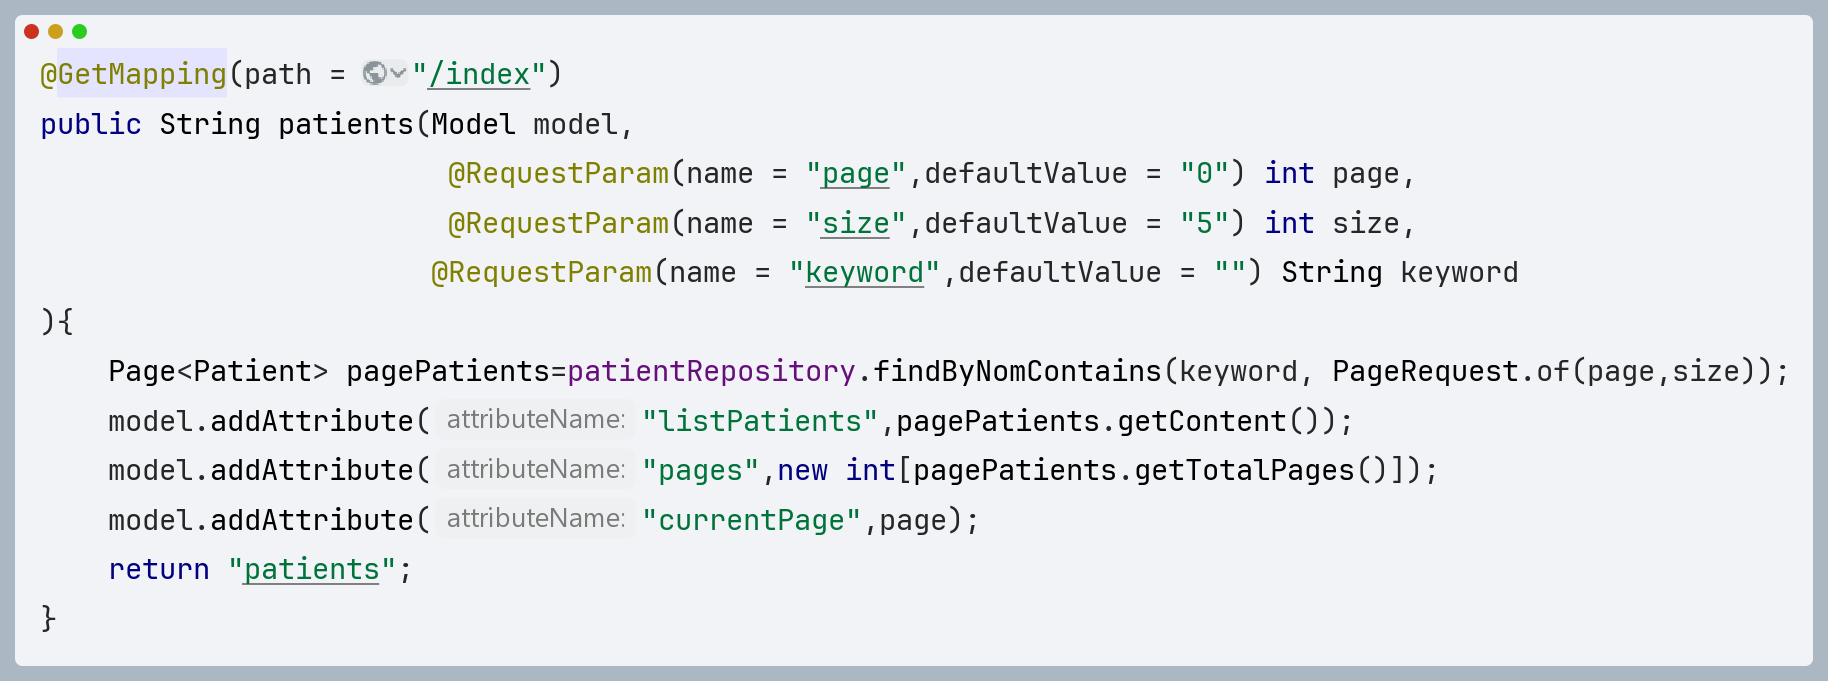 @GetMapping(path = "/index")
public String patients(Model model,
@RequestParam(name = "page",defaultValue = "0") int page,
@RequestParam(name = "size",defaultValue = "5") int size,
@RequestParam(name = "keyword",defaultValue = "") String keyword
){
Page<Patient> pagePatients=patientRepository.findByNomContains(keyword, PageRequest.of(page,size));
model.addAttribute( attributeName: "listPatients",pagePatients.getContent());
model.addAttribute( attributeName: "pages",new int[pagePatients.getTotalPages()]);
model.addAttribute( attributeName: "currentPage",page);
return "patients";
}